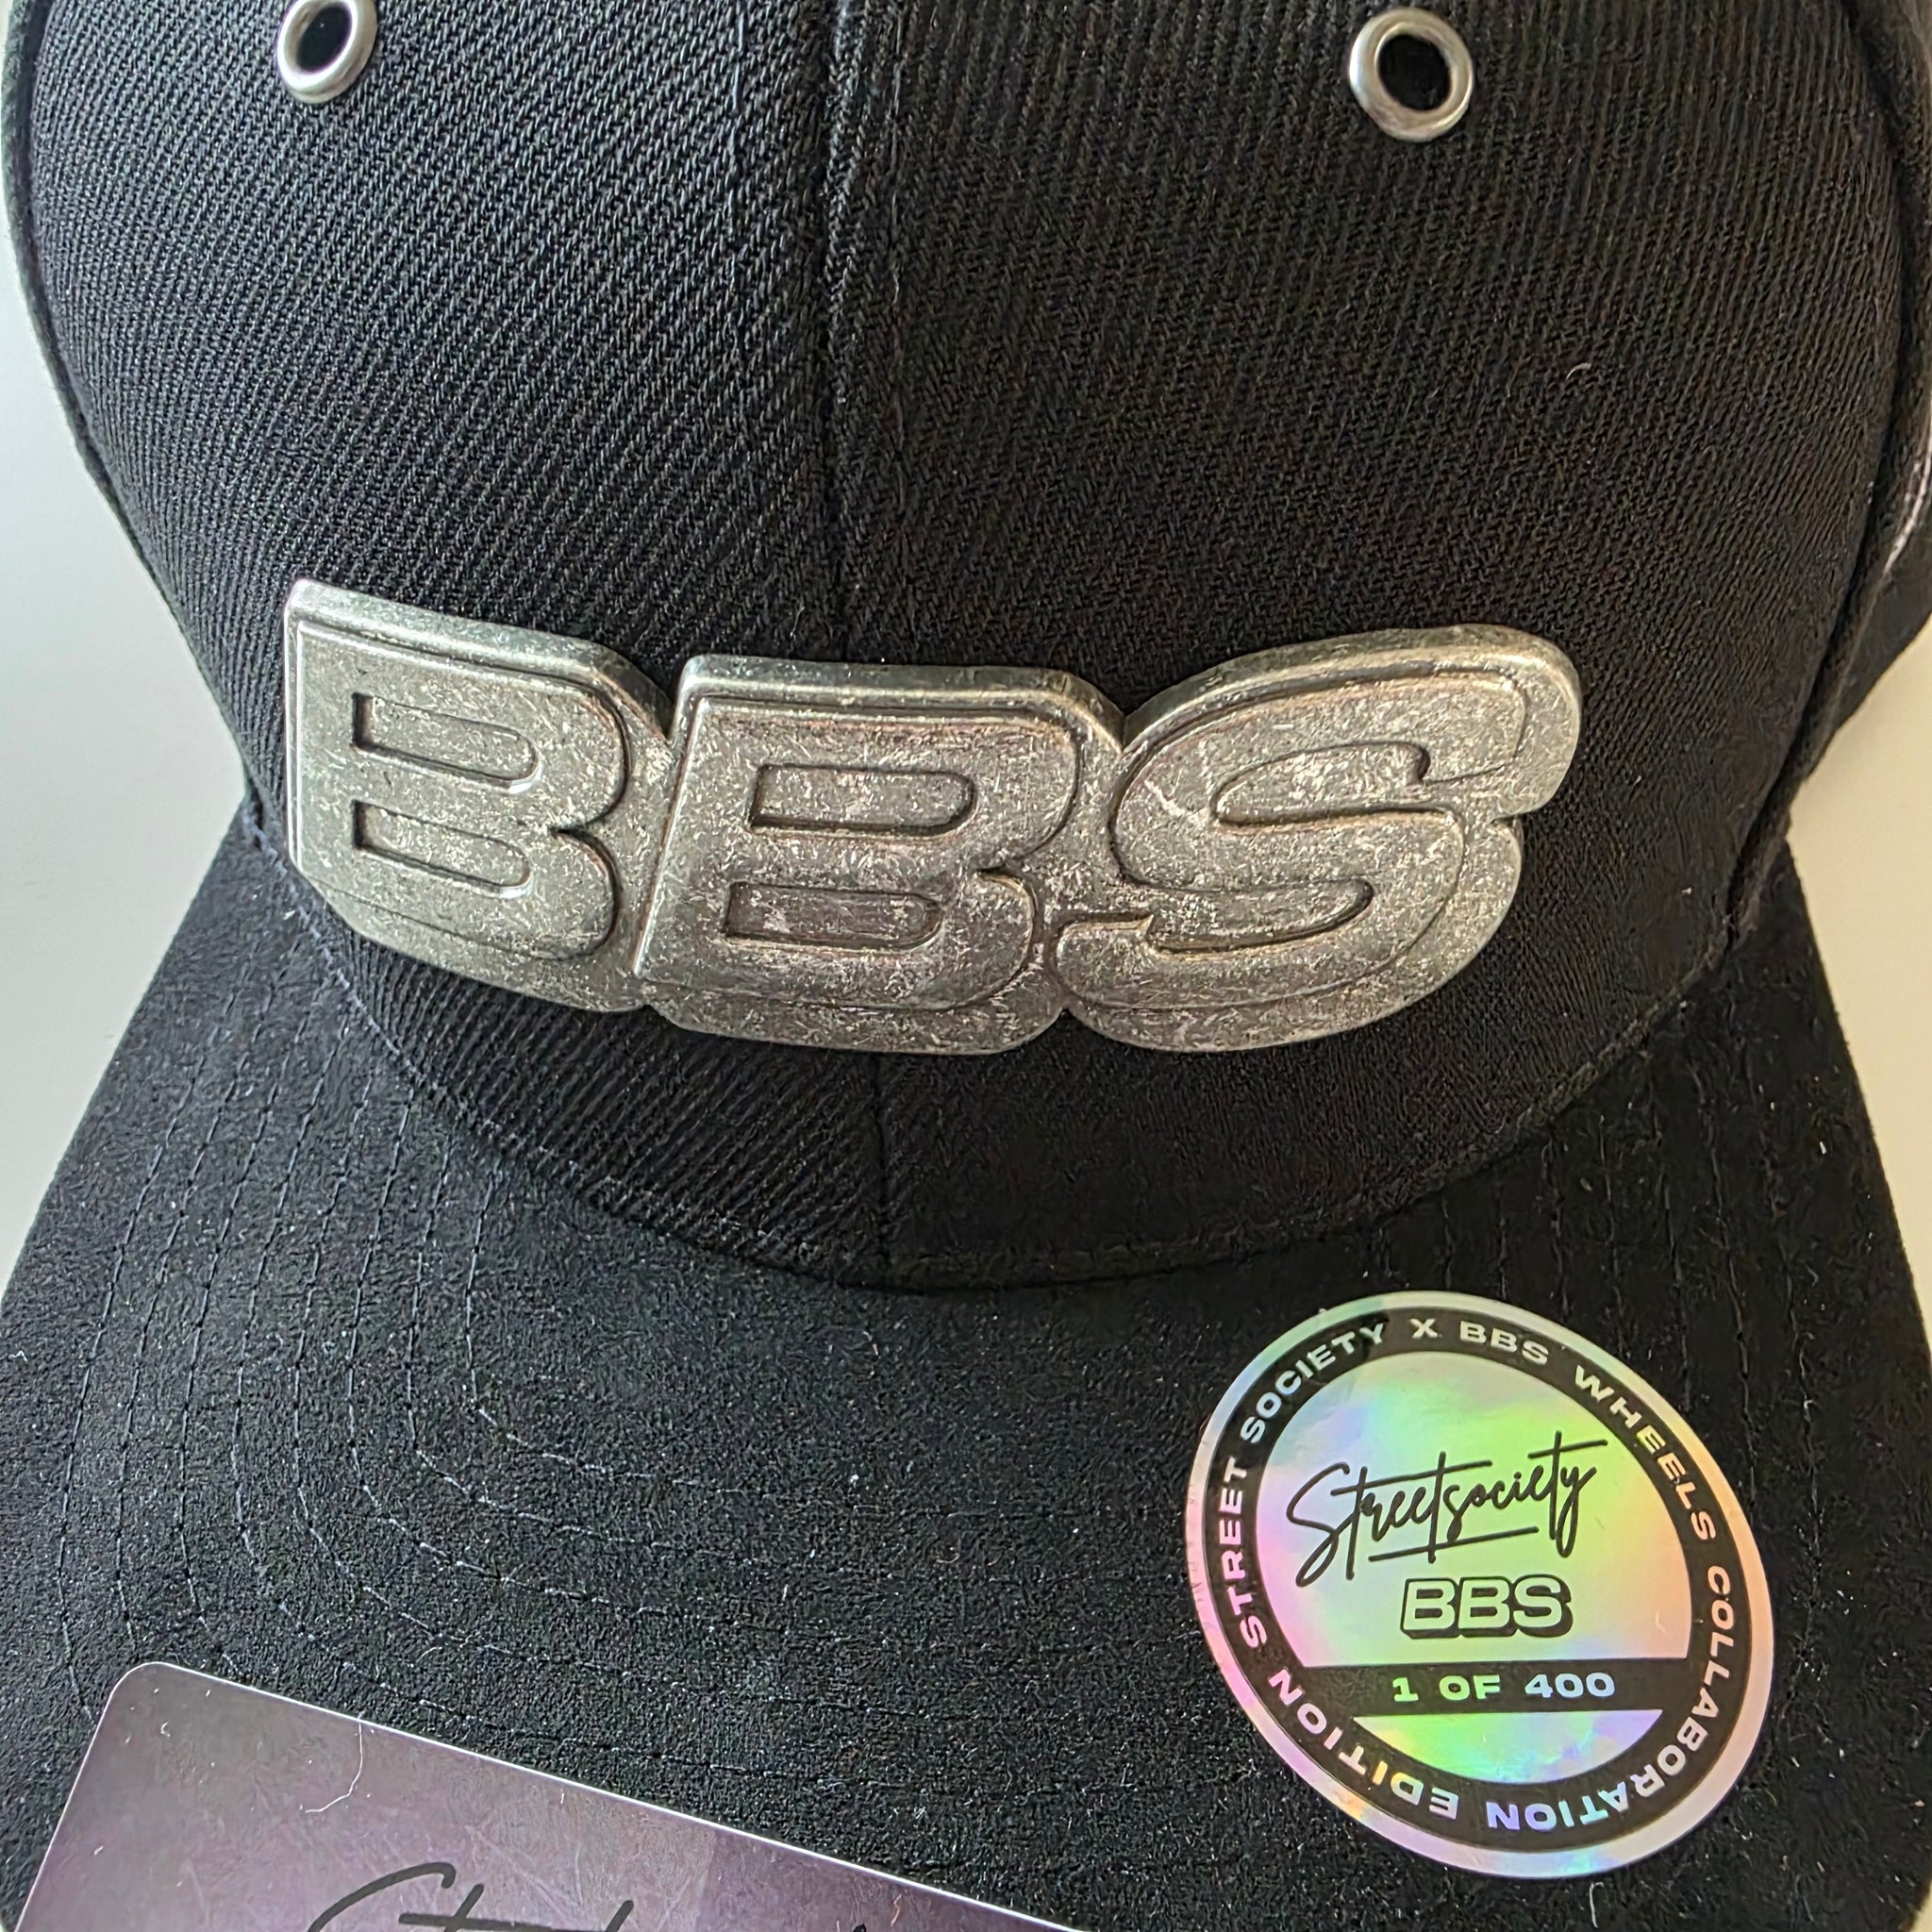 BBS
STREET SOCIETY X BBS WHEELS COLLABORATION EDITION
Streetsociety
BBS
1 OF 400